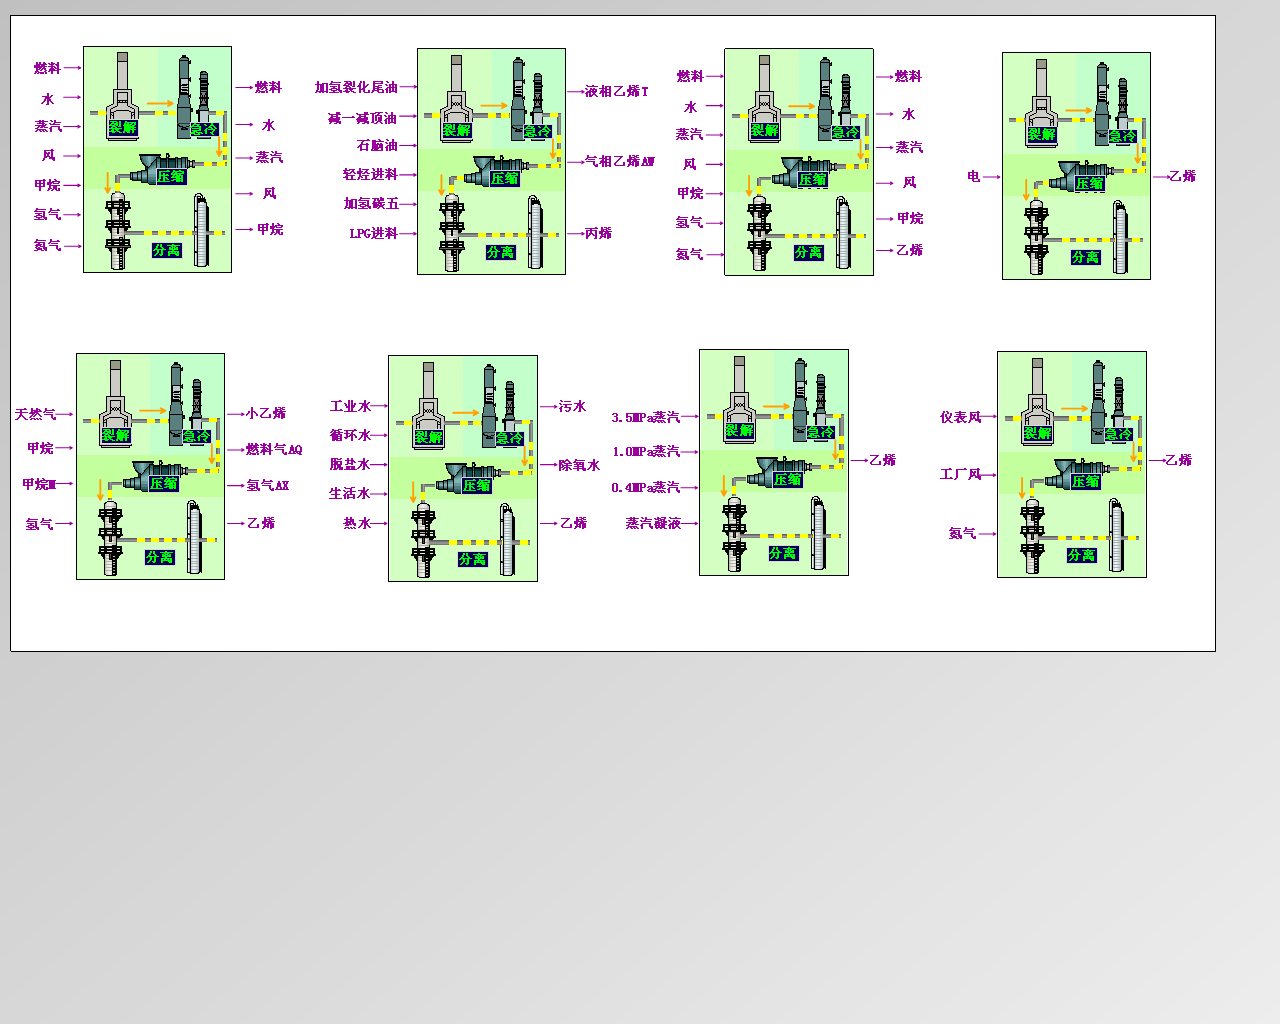 燃料
水
蒸汽
风
甲烷
氢气
氮气
裂解
急冷
压缩
分离
燃料
水
蒸汽
风
甲烷
加氢裂化尾油
减一减顶油
石脑油
轻烃进料
加氢碳五
LPG进料
裂解
急冷
压缩
分离
液相乙烯T
气相乙烯AW
丙烯
燃料
水
蒸汽
风
甲烷
氢气
氮气
裂解
急冷
压缩
分离
燃料
水
蒸汽
风
甲烷
乙烯
电
裂解
急冷
压缩
分离
乙烯
天然气
甲烷
甲烷M
氢气
裂解
急冷
压缩
分离
小乙烯
燃料气AQ
氢气AX
乙烯
工业水
循环水
脱盐水
生活水
热水
裂解
急冷
压缩
分离
污水
除氧水
乙烯
3.5MPa蒸汽
1.0MPa蒸汽
0.4MPa蒸汽
蒸汽凝液
裂解
急冷
压缩
分离
乙烯
仪表风
工厂风
氮气
裂解
急冷
压缩
分离
乙烯